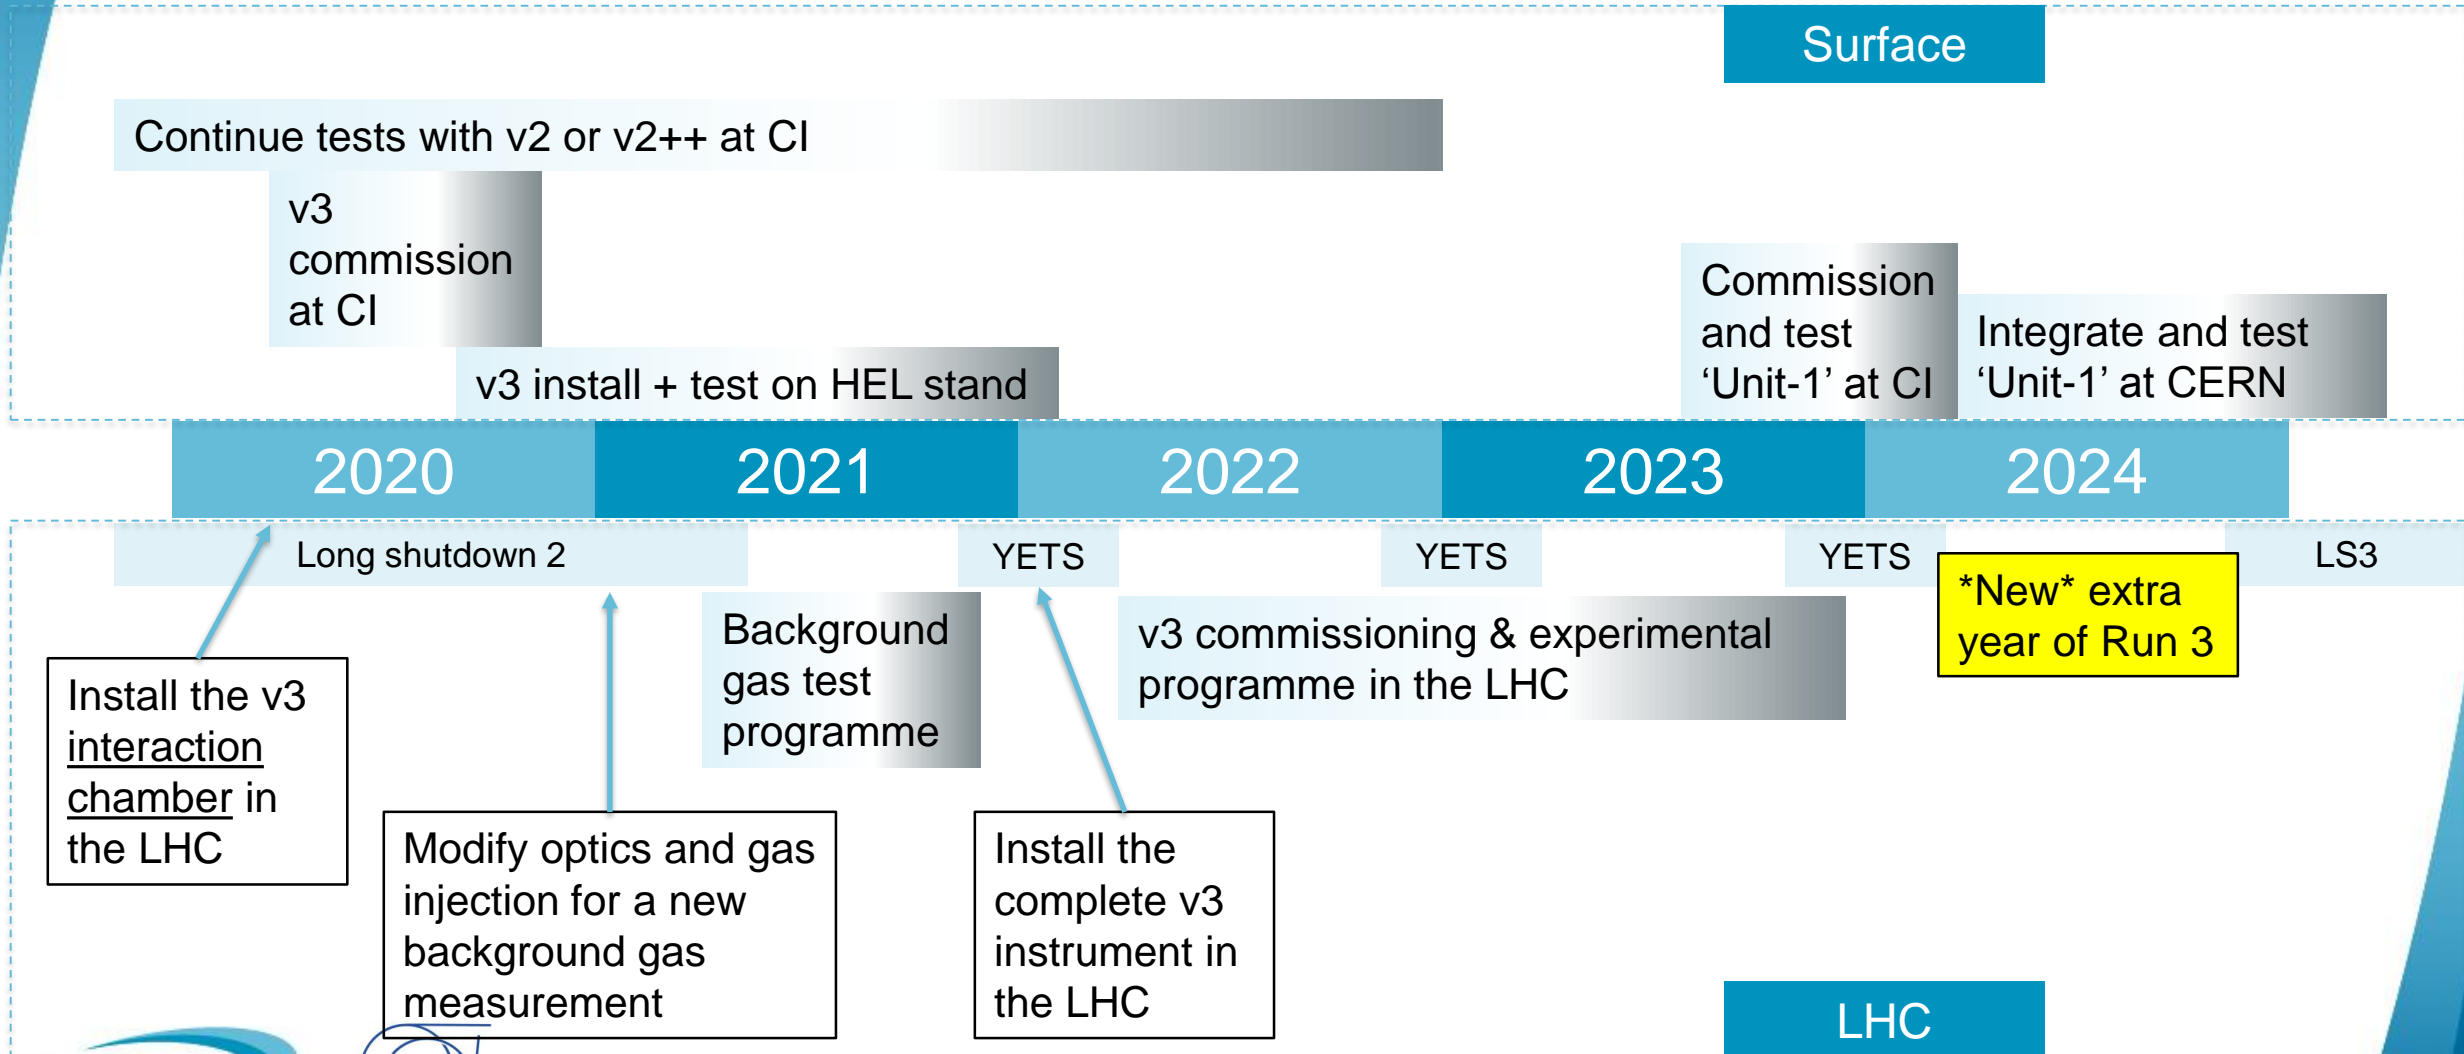 Surface
Continue tests with v2 or v2++ at CI
v3
commission
at CI
v3 install + test on HEL stand
Commission
and test
‘Unit-1’ at CI
Integrate and test
‘Unit-1’ at CERN
2020
2021
2022
2023
2024
Long shutdown 2
YETS
YETS
YETS
LS3
*New* extra
year of Run 3
Background
gas test
programme
v3 commissioning & experimental
programme in the LHC
Install the v3
interaction
chamber in
the LHC
Modify optics and gas
injection for a new
background gas
measurement
Install the
complete v3
instrument in
the LHC
LHC